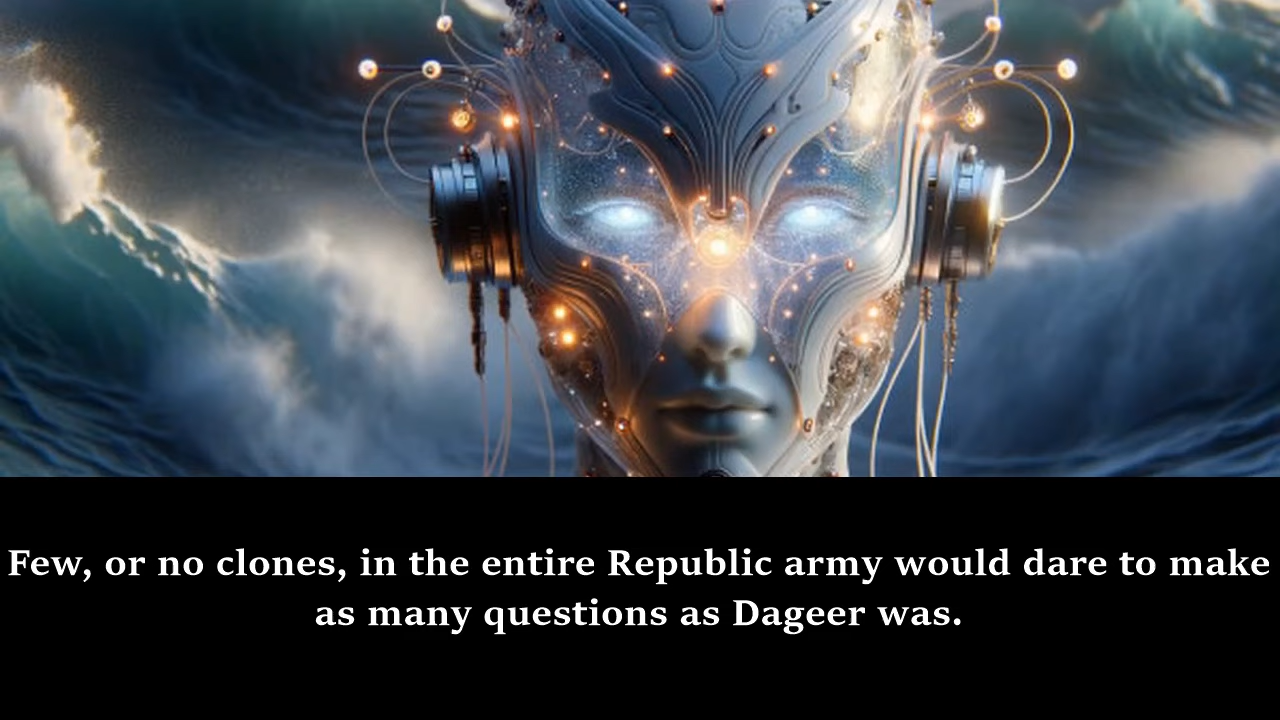 Few, or no clones, in the entire Republic army would dare to make
as many questions as Dageer was.